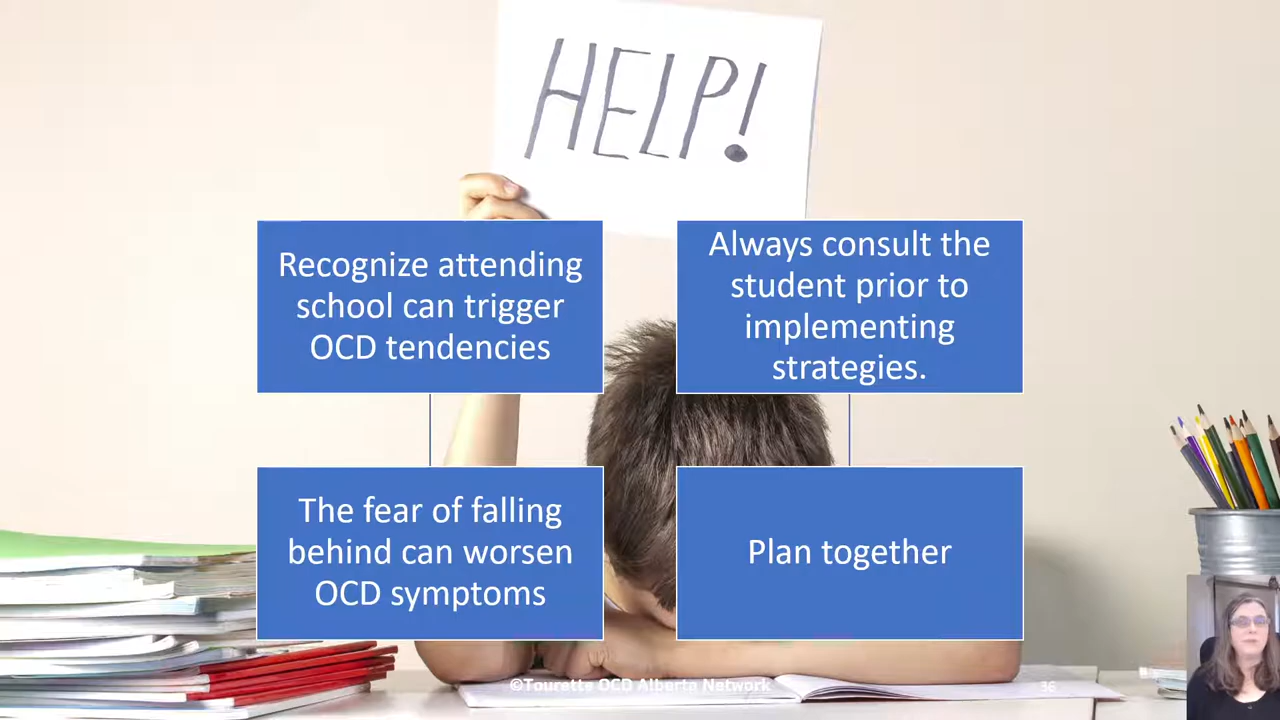 HELP!
Recognize attending
school can trigger
OCD tendencies
Always consult the
student prior to
implementing
strategies.
The fear of falling
behind can worsen
OCD symptoms
Plan together
©Tourette OCD Alberta Network
36